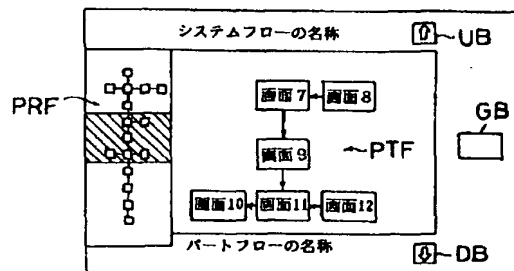 システムフローの名称
UB
PRF
画面7 画面8
GB
画面9
PTF
画面10 画面11 画面12
パートフローの名称
DB